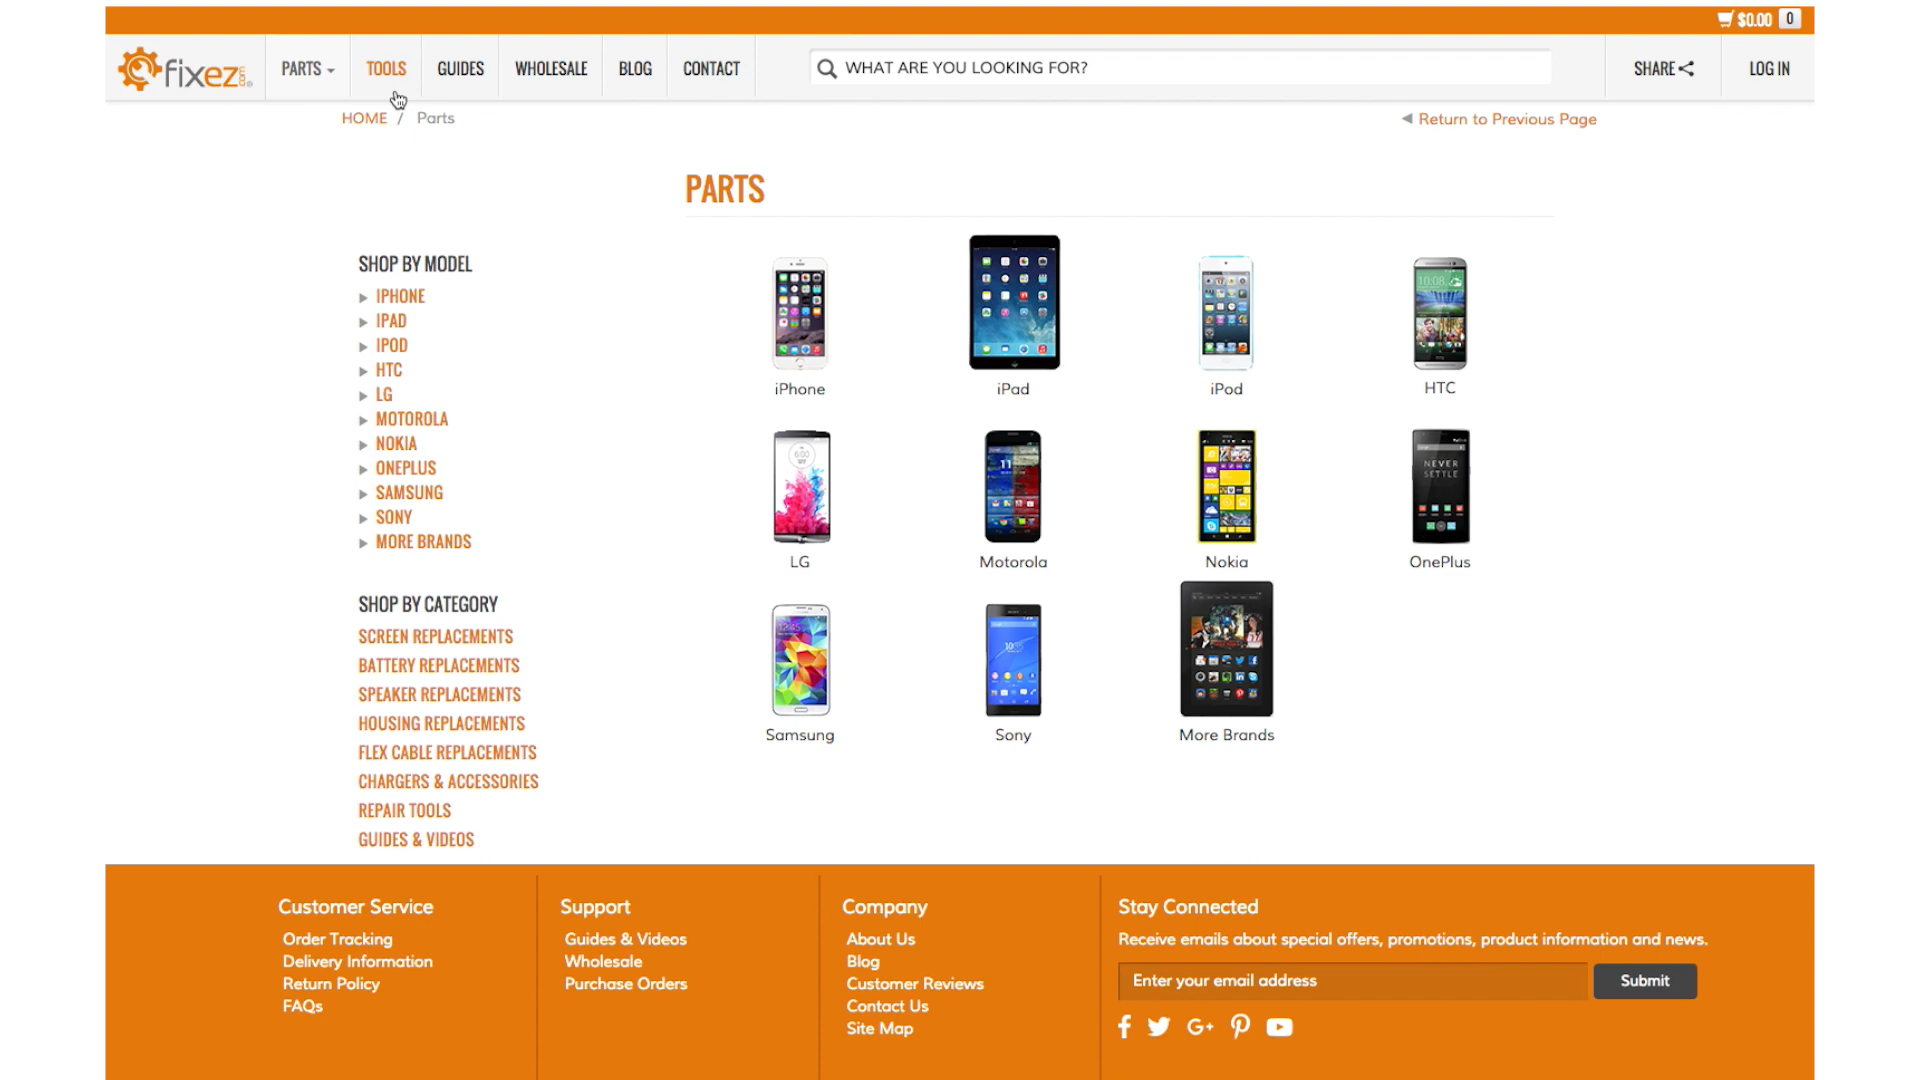 $0.00 0
fixez.com
PARTS TOOLS GUIDES WHOLESALE BLOG CONTACT WHAT ARE YOU LOOKING FOR? SHARE LOG IN
HOME / Parts
Return to Previous Page
PARTS
SHOP BY MODEL
IPHONE
IPAD
IPOD
HTC
LG
MOTOROLA
NOKIA
ONEPLUS
SAMSUNG
SONY
MORE BRANDS
SHOP BY CATEGORY
SCREEN REPLACEMENTS
BATTERY REPLACEMENTS
SPEAKER REPLACEMENTS
HOUSING REPLACEMENTS
FLEX CABLE REPLACEMENTS
CHARGERS & ACCESSORIES
REPAIR TOOLS
GUIDES & VIDEOS
iPhone iPad iPod HTC
NEVER
SETTLE
LG Motorola Nokia OnePlus
Samsung Sony More Brands
Customer Service
Order Tracking
Delivery Information
Return Policy
FAQs
Support
Guides & Videos
Wholesale
Purchase Orders
Company
About Us
Blog
Customer Reviews
Contact Us
Site Map
Stay Connected
Receive emails about special offers, promotions, product information and news.
Enter your email address Submit